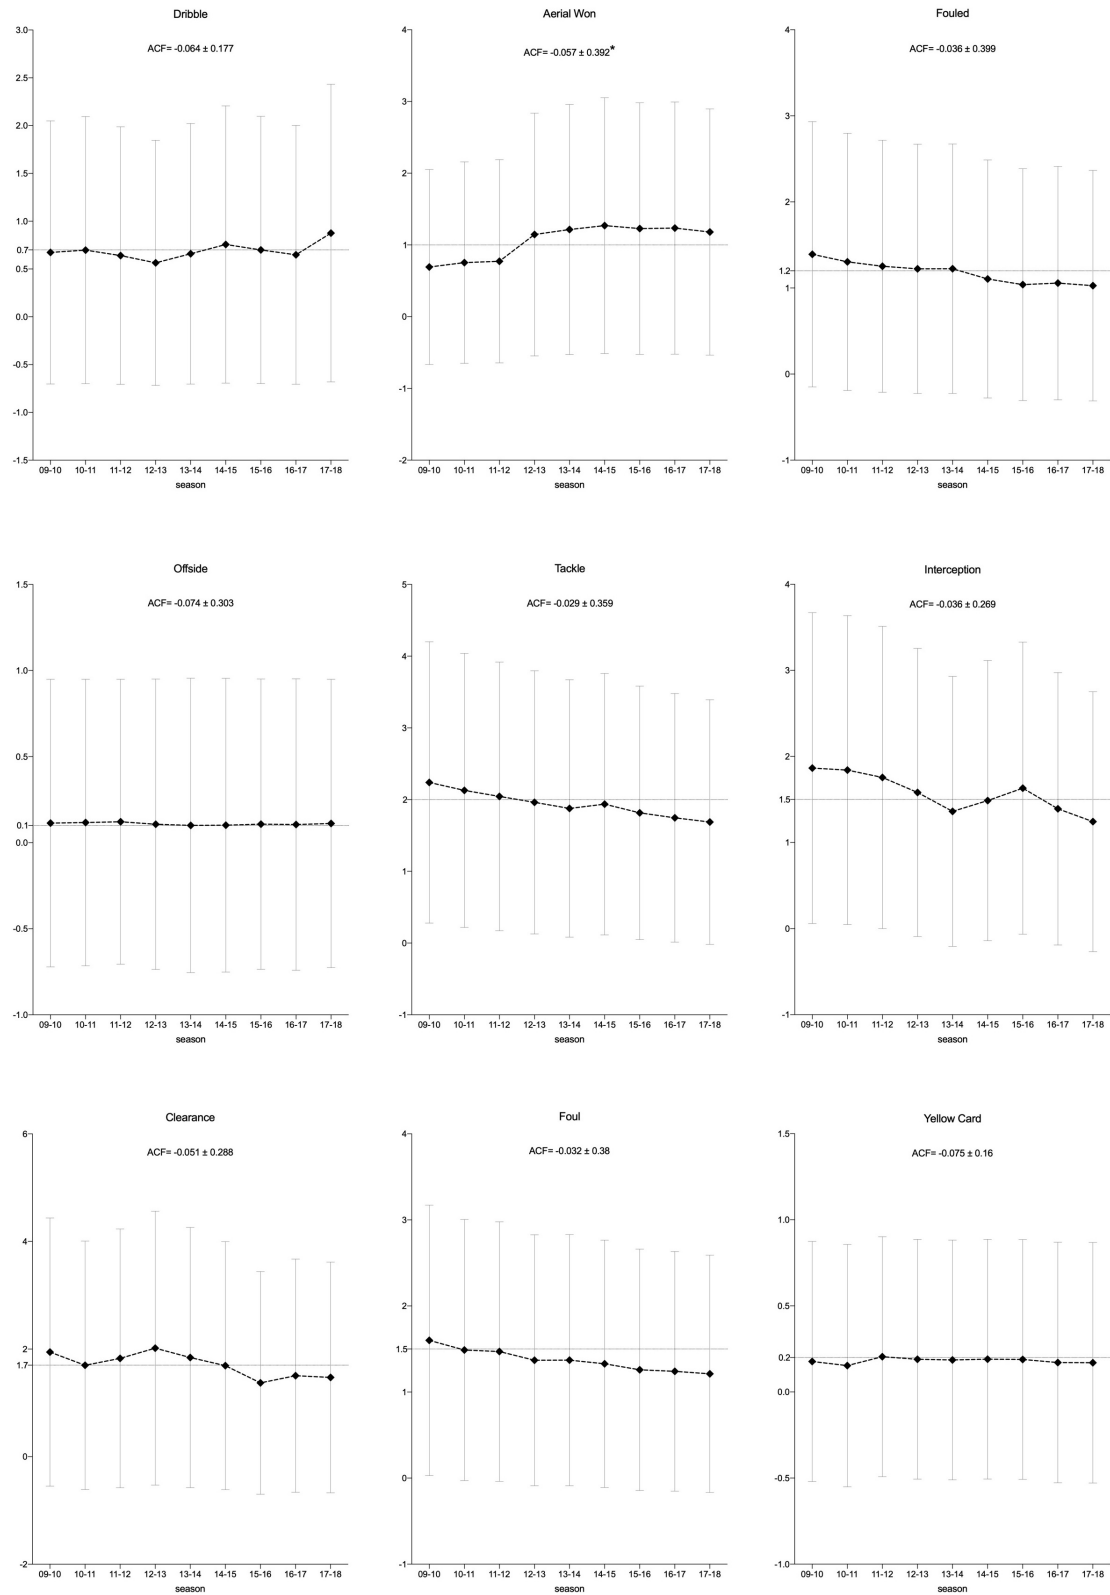 Dribble
ACF= -0.064 ± 0.177
3.0
2.5
2.0
1.5
1.0
0.7
0.5
0.0
-0.5
-1.0
-1.5
09-10 10-11 11-12 12-13 13-14 14-15 15-16 16-17 17-18
season
Aerial Won
ACF= -0.057 ± 0.392*
4
3
2
1
0
-1
-2
09-10 10-11 11-12 12-13 13-14 14-15 15-16 16-17 17-18
season
Fouled
ACF= -0.036 ± 0.399
4
3
2
1.2
1
0
-1
09-10 10-11 11-12 12-13 13-14 14-15 15-16 16-17 17-18
season
Offside
ACF= -0.074 ± 0.303
1.5
1.0
0.5
0.1
0.0
-0.5
-1.0
09-10 10-11 11-12 12-13 13-14 14-15 15-16 16-17 17-18
season
Tackle
ACF= -0.029 ± 0.359
5
4
3
2
1
0
-1
09-10 10-11 11-12 12-13 13-14 14-15 15-16 16-17 17-18
season
Interception
ACF= -0.036 ± 0.269
4
3
2
1.5
1
0
-1
09-10 10-11 11-12 12-13 13-14 14-15 15-16 16-17 17-18
season
Clearance
ACF= -0.051 ± 0.288
6
4
2
1.7
0
-2
09-10 10-11 11-12 12-13 13-14 14-15 15-16 16-17 17-18
season
Foul
ACF= -0.032 ± 0.38
4
3
2
1.5
1
0
-1
09-10 10-11 11-12 12-13 13-14 14-15 15-16 16-17 17-18
season
Yellow Card
ACF= -0.075 ± 0.16
1.5
1.0
0.5
0.2
0.0
-0.5
-1.0
09-10 10-11 11-12 12-13 13-14 14-15 15-16 16-17 17-18
season